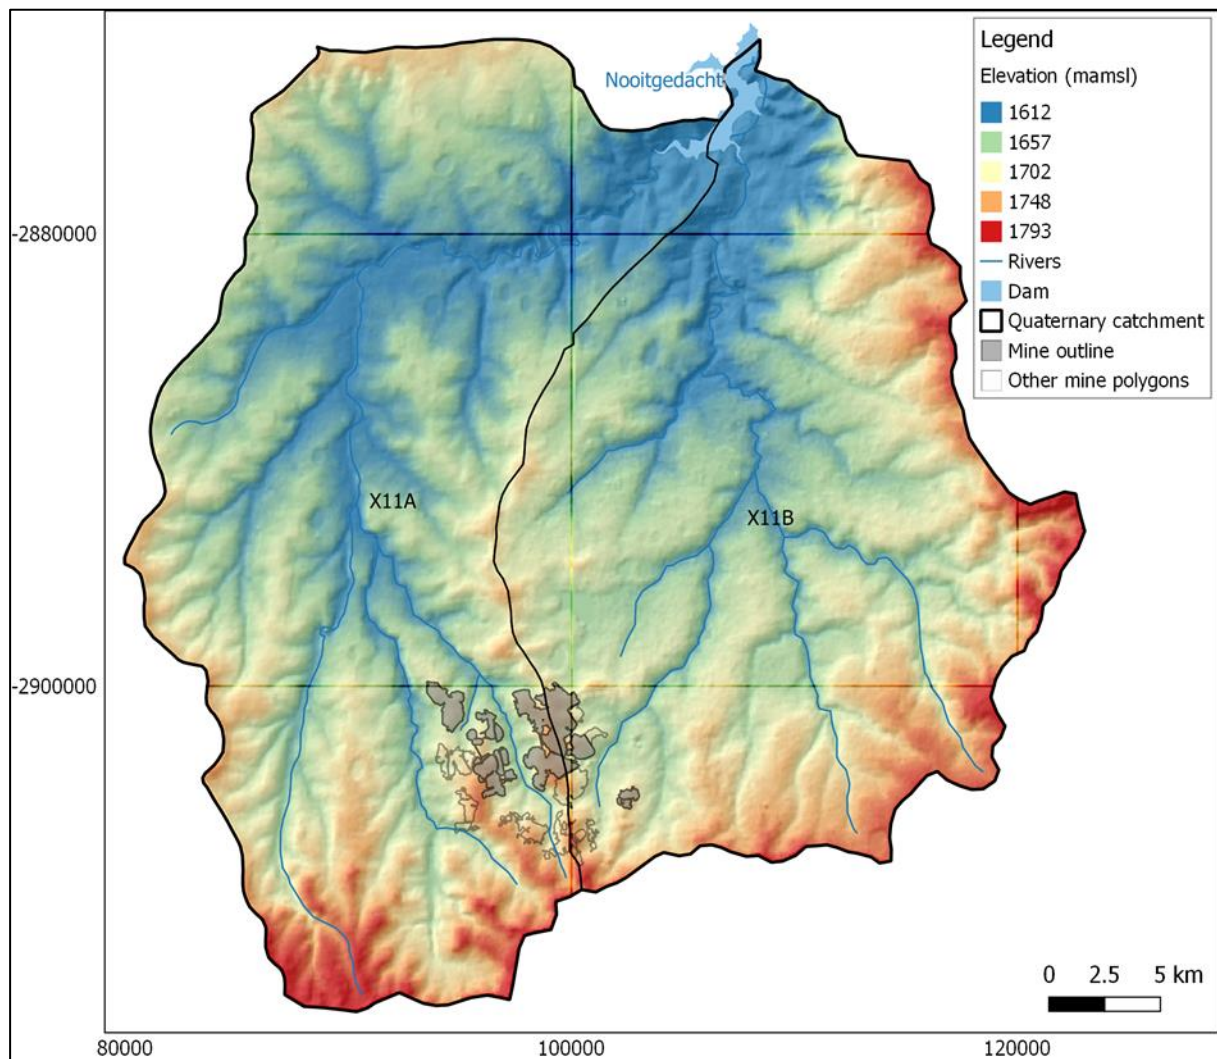 Legend
Elevation (mamsl)
1612
1657
1702
1748
1793
Rivers
Dam
Quaternary catchment
Mine outline
Other mine polygons
Nooitgedacht
-2880000
X11A
X11B
-2900000
0 2.5 5 km
80000 100000 120000